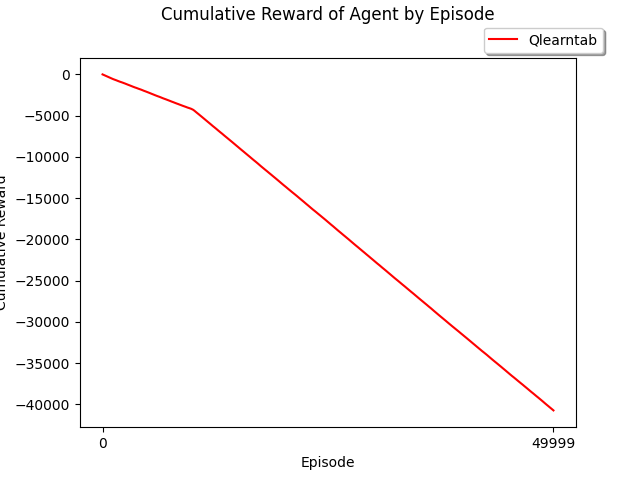 Cumulative Reward of Agent by Episode
Qlearntab
0
−5000
−10000
−15000
−20000
−25000
−30000
−35000
−40000
Cumulative Reward
0 49999
Episode